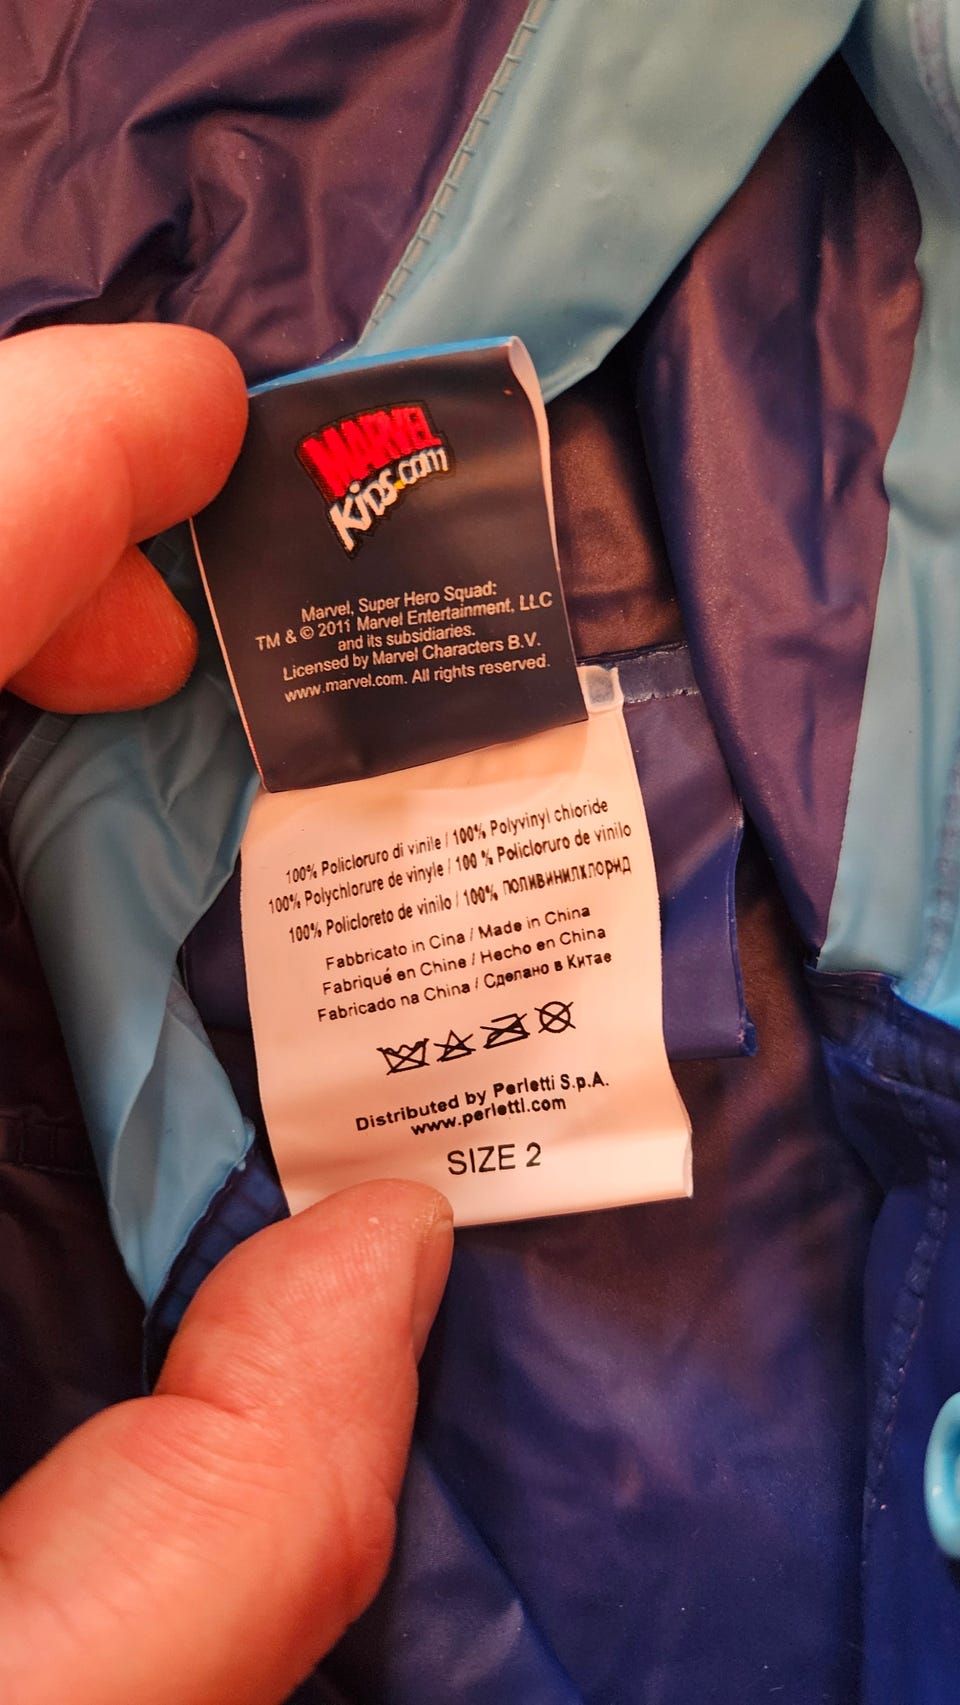 MARVEL
KiDS.com
Marvel, Super Hero Squad:
TM & © 2011 Marvel Entertainment, LLC
and its subsidiaries.
Licensed by Marvel Characters B.V.
www.marvel.com. All rights reserved.
100% Policloruro di vinile / 100% Polyvinyl chloride
100% Polychlorure de vinyle / 100 % Policloruro de vinilo
100% Policloreto de vinilo / 100% поливинилхлорид
Fabbricato in Cina / Made in China
Fabriqué en Chine / Hecho en China
Fabricado na China / Сделано в Китае
Distributed by Perletti S.p.A.
www.perletti.com
SIZE 2